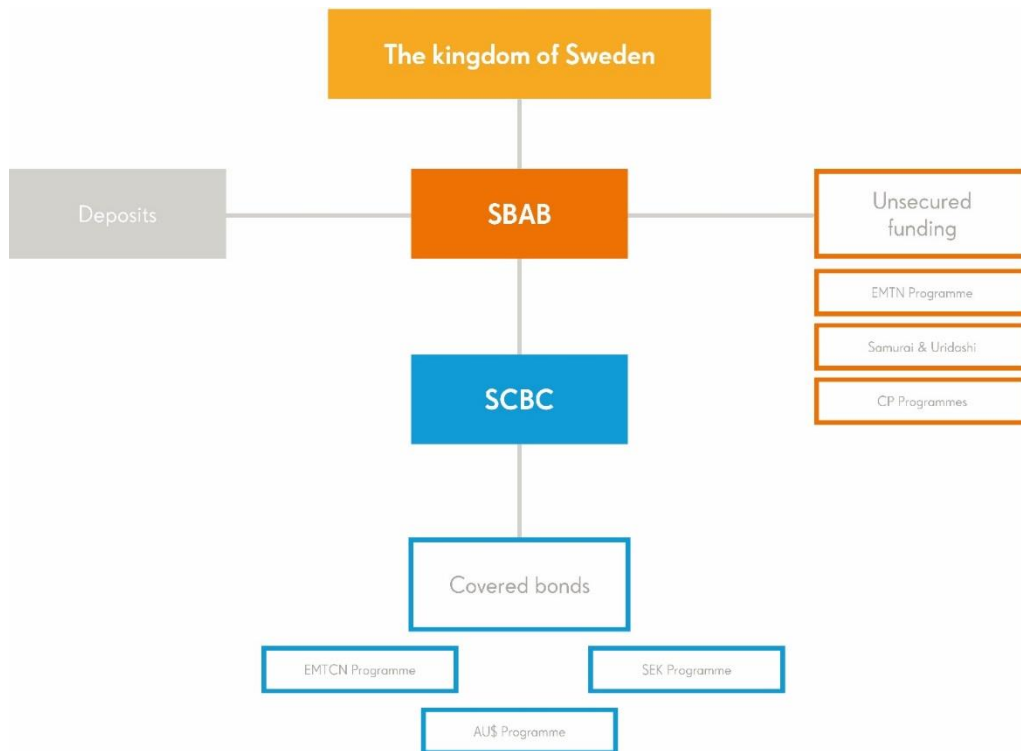 The kingdom of Sweden
Deposits
SBAB
Unsecured
funding
EMTN Programme
Samurai & Uridoshi
CP Programmes
SCBC
Covered bonds
EMTCN Programme
SEK Programme
AU$ Programme